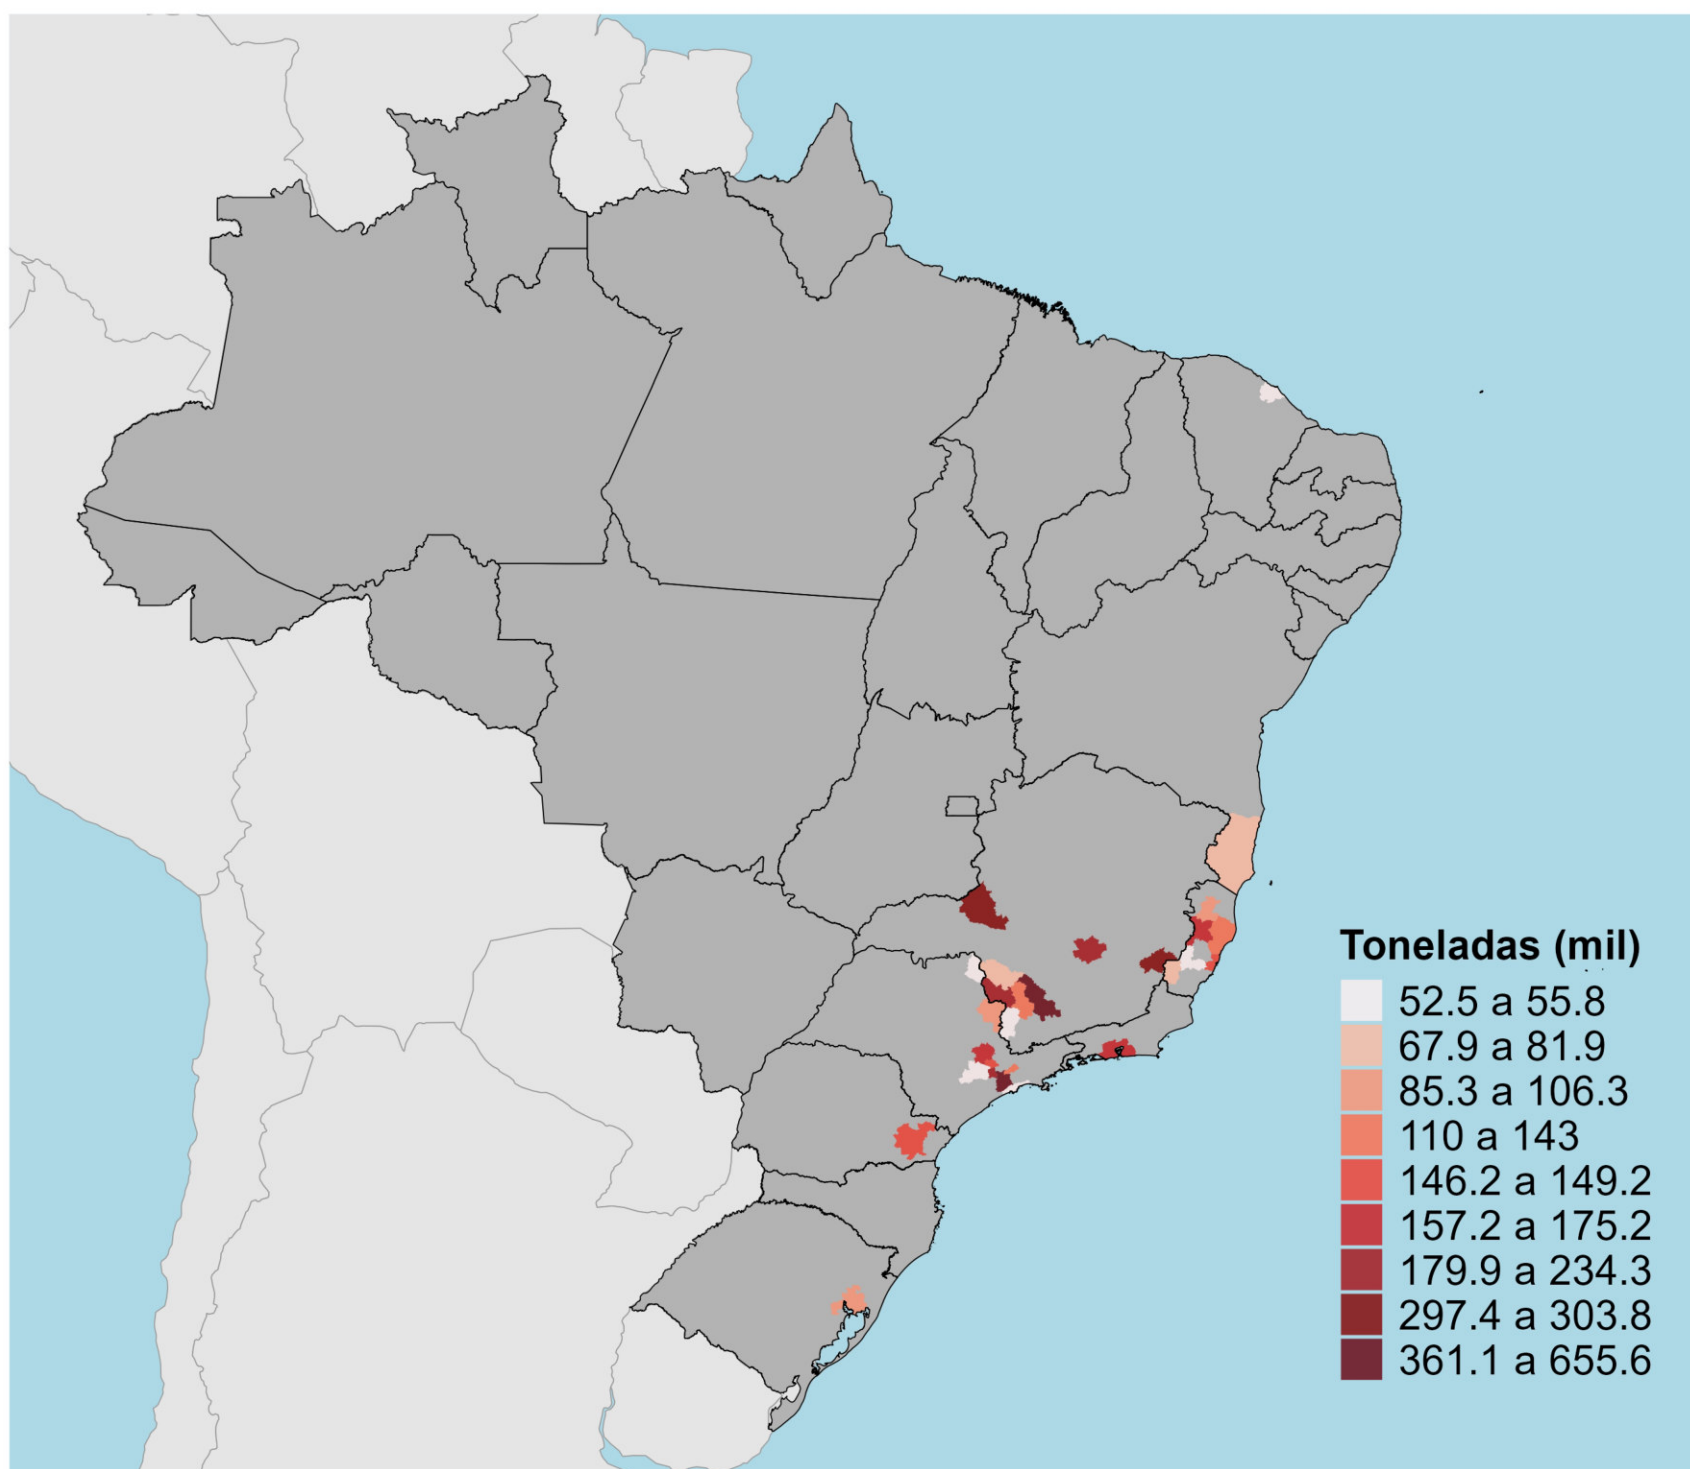 Toneladas (mil)
52.5 a 55.8
67.9 a 81.9
85.3 a 106.3
110 a 143
146.2 a 149.2
157.2 a 175.2
179.9 a 234.3
297.4 a 303.8
361.1 a 655.6